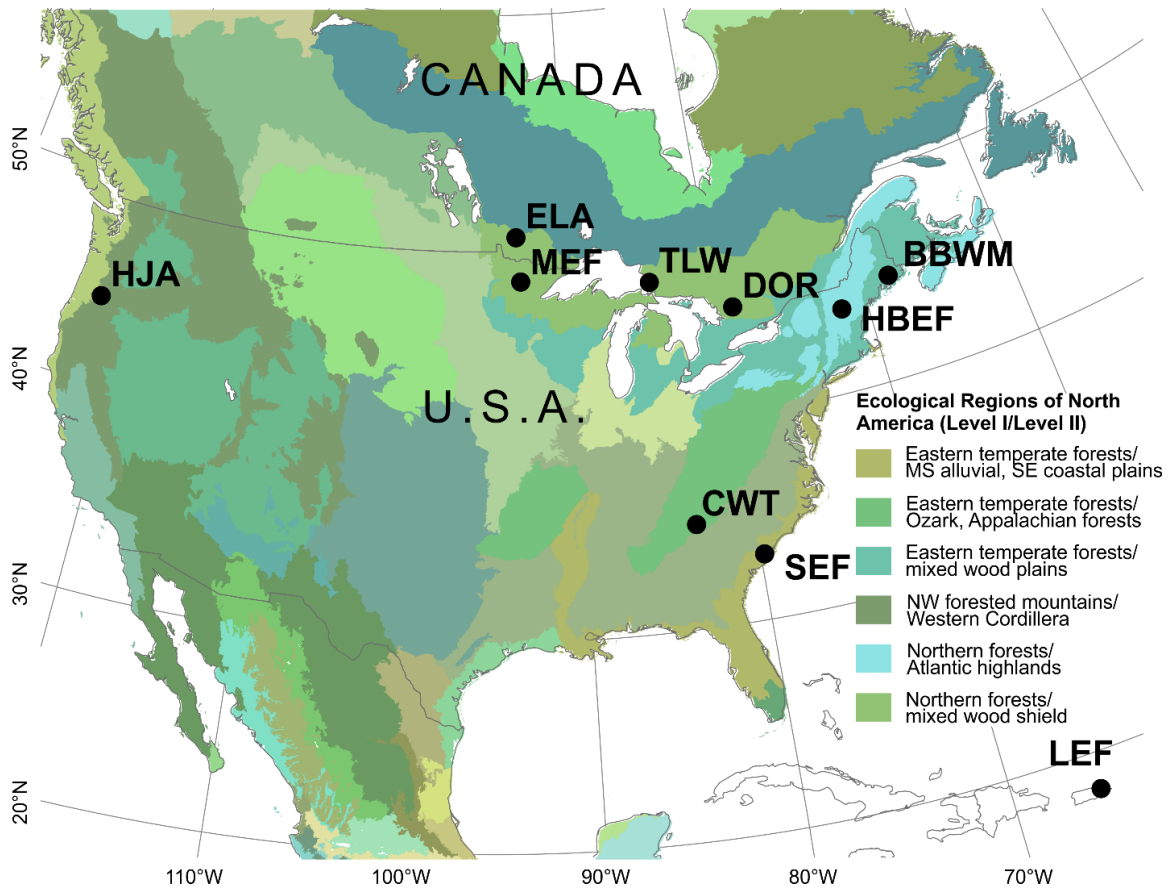 C A N A D A
50°N
ELA
BBWM
MEF
TLW
HJA
DOR
HBEF
40°N
U.S.A.
Ecological Regions of North
America (Level I/Level II)
Eastern temperate forests/
MS alluvial, SE coastal plains
CWT
Eastern temperate forests/
Ozark, Appalachian forests
SEF
Eastern temperate forests/
mixed wood plains
30°N
NW forested mountains/
Western Cordillera
Northern forests/
Atlantic highlands
Northern forests/
mixed wood shield
LEF
20°N
110°W
100°W
90°W
80°W
70°W